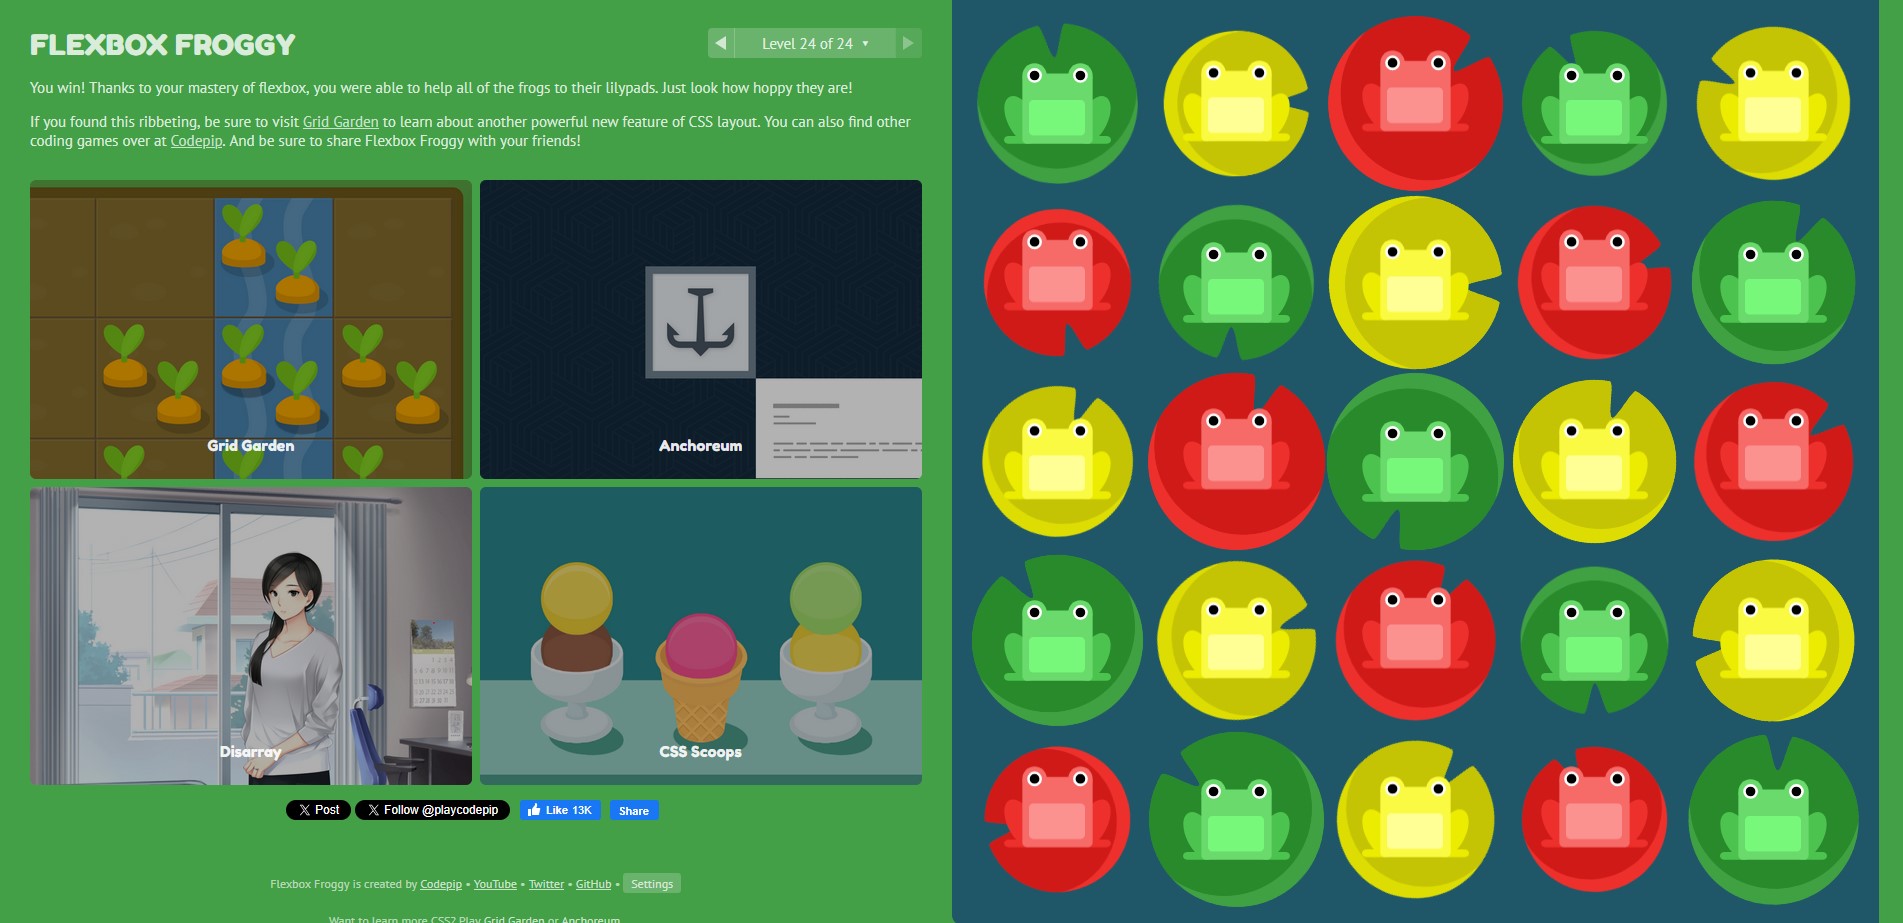 FLEXBOX FROGGY
Level 24 of 24
You win! Thanks to your mastery of flexbox, you were able to help all of the frogs to their lilypads. Just look how hoppy they are!
If you found this ribbeting, be sure to visit Grid Garden to learn about another powerful new feature of CSS layout. You can also find other
coding games over at Codepip. And be sure to share Flexbox Froggy with your friends!
Grid Garden
Anchoreum
Disarray
CSS Scoops
Post
Follow @playcodepip
Like 13K
Share
Flexbox Froggy is created by Codepip • YouTube • Twitter • GitHub • Settings
Want to learn more CSS? Play Grid Garden or Anchoreum.